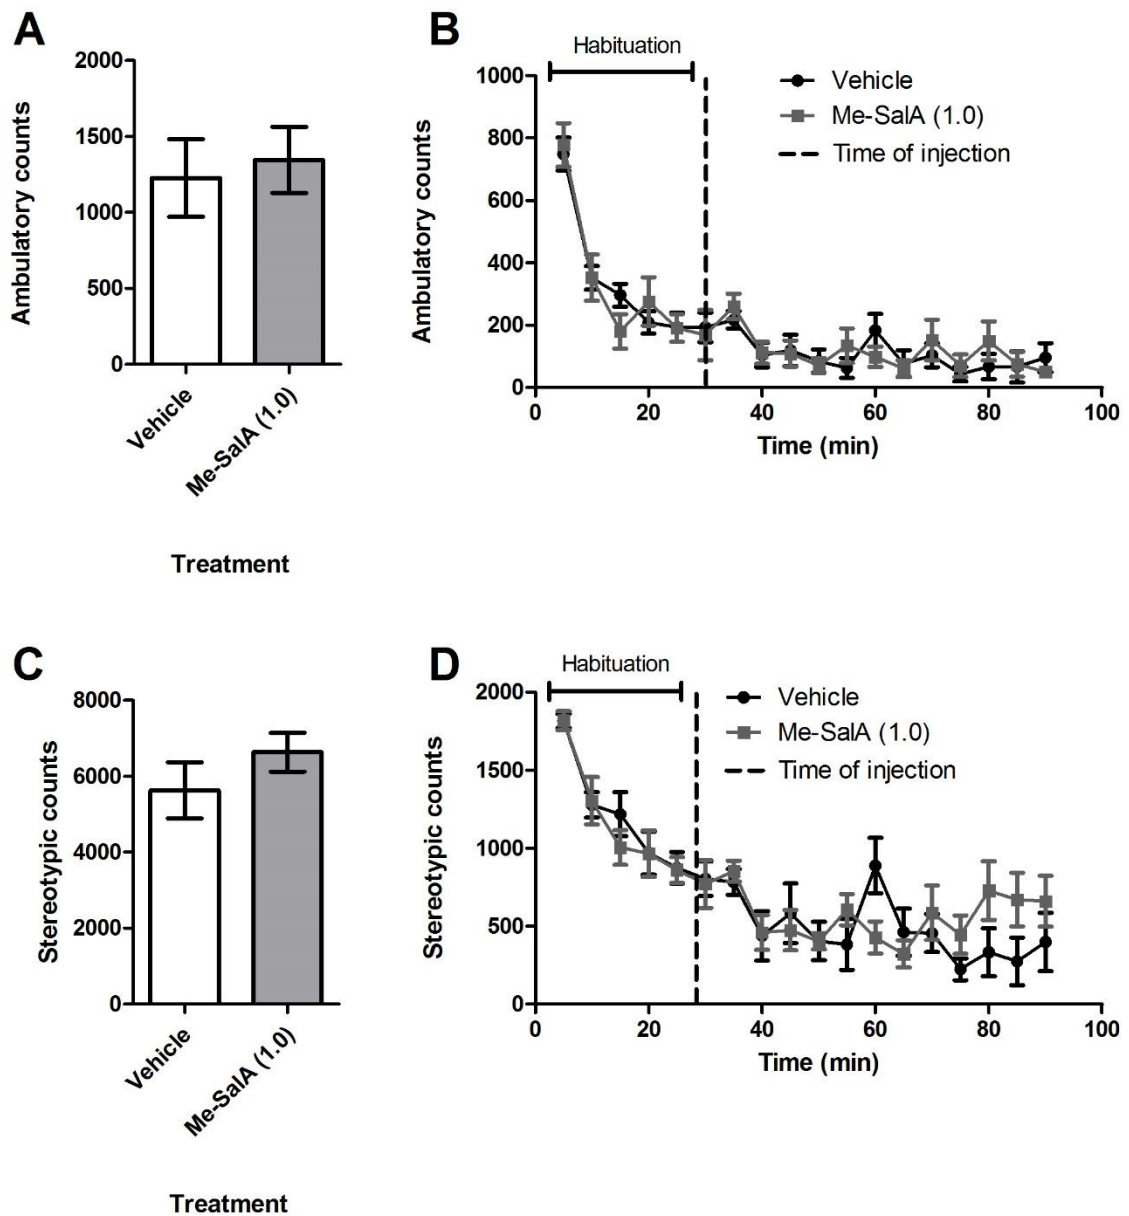 A
Ambulatory counts
2000
1500
1000
500
0
Vehicle
Me-SalA (1.0)
Treatment
B
Habituation
Vehicle
Me-SalA (1.0)
Time of injection
Ambulatory counts
1000
800
600
400
200
0
0 20 40 60 80 100
Time (min)
C
Stereotypic counts
8000
6000
4000
2000
0
Vehicle
Me-SalA (1.0)
Treatment
D
Habituation
Vehicle
Me-SalA (1.0)
Time of injection
Stereotypic counts
2000
1500
1000
500
0
0 20 40 60 80 100
Time (min)